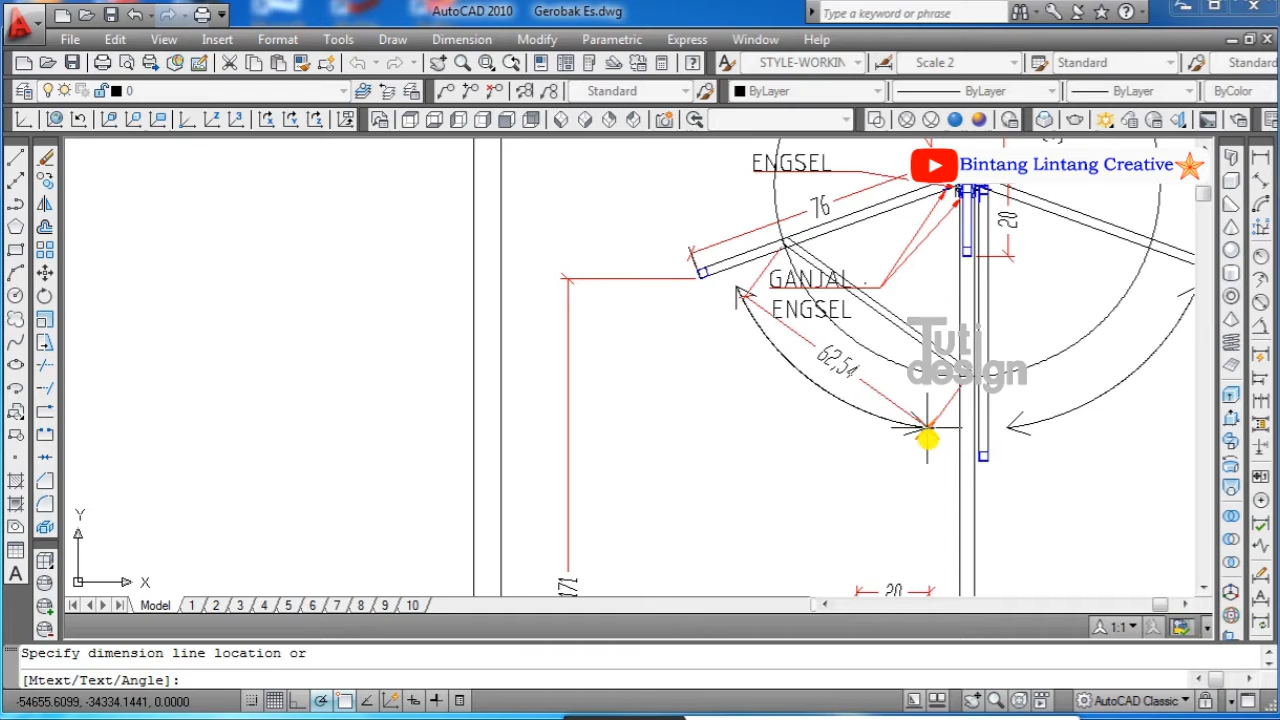 AutoCAD 2010 Gerobak Es.dwg
Type a keyword or phrase
File Edit View Insert Format Tools Draw Dimension Modify Parametric Express Window Help
STYLE-WORKIN Scale 2 Standard Standard
0 Standard ByLayer ByLayer ByLayer ByColor
ENGSEL
Bintang Lintang Creative
76
20
GANJAL
ENGSEL
Tuti
design
62,54
171
20
Y
X
Model 1 2 3 4 5 6 7 8 9 10
1:1
Specify dimension line location or
[Mtext/Text/Angle]:
-54655.6099, -34334.1441, 0.0000
AutoCAD Classic